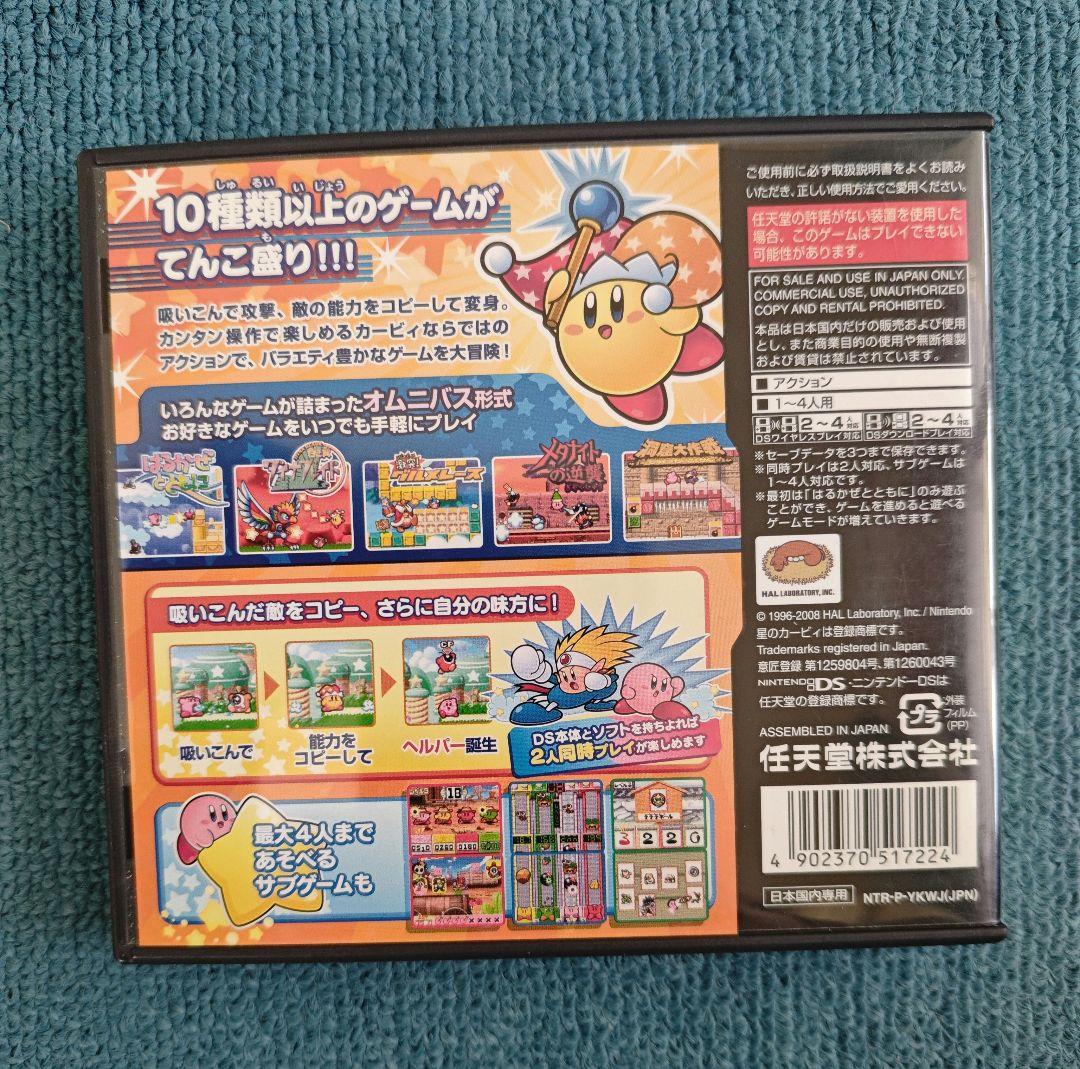 しゅるい いじょう
10種類以上のゲームが
も
てんこ盛り!!!
吸いこんで攻撃、敵の能力をコピーして変身。
カンタン操作で楽しめるカービィならではの
アクションで、バラエティ豊かなゲームを大冒険!
いろんなゲームが詰まったオムニバス形式
お好きなゲームをいつでも手軽にプレイ
はるかぜ
とともに
激突!
グルメレース
メタナイト
の逆襲
吸いこんだ敵をコピー、さらに自分の味方に!
吸いこんで
能力を
コピーして
ヘルパー誕生
DS本体とソフトを持ちよれば
2人同時プレイが楽しめます
最大4人まで
あそべる
サブゲームも
18
3220
ご使用前に必ず取扱説明書をよくお読み
いただき、正しい使用方法でご愛用ください。
任天堂の許諾がない装置を使用した
場合、このゲームはプレイできない
可能性があります。
FOR SALE AND USE IN JAPAN ONLY.
COMMERCIAL USE, UNAUTHORIZED
COPY AND RENTAL PROHIBITED.
本品は日本国内だけの販売および使用
とし、また商業目的の使用や無断複製
および賃貸は禁止されています。
■ アクション
■ 1〜4人用
2〜4人
DSワイヤレスプレイ対応
2〜4人
DSダウンロードプレイ対応
※セーブデータを3つまで保存できます。
※同時プレイは2人対応、サブゲームは
1〜4人対応です。
※最初は「はるかぜとともに」のみ遊ぶ
ことができ、ゲームを進めると遊べる
ゲームモードが増えていきます。
HAL LABORATORY, INC.
© 1996-2008 HAL Laboratory, Inc. / Nintendo
星のカービィは登録商標です。
Trademarks registered in Japan.
意匠登録 第1259804号、第1260043号
NINTENDO DS・ニンテンドーDSは
任天堂の登録商標です。
プラ
外装
フィルム
(PP)
ASSEMBLED IN JAPAN
任天堂株式会社
4 902370 517224
日本国内専用
NTR-P-YKWJ(JPN)